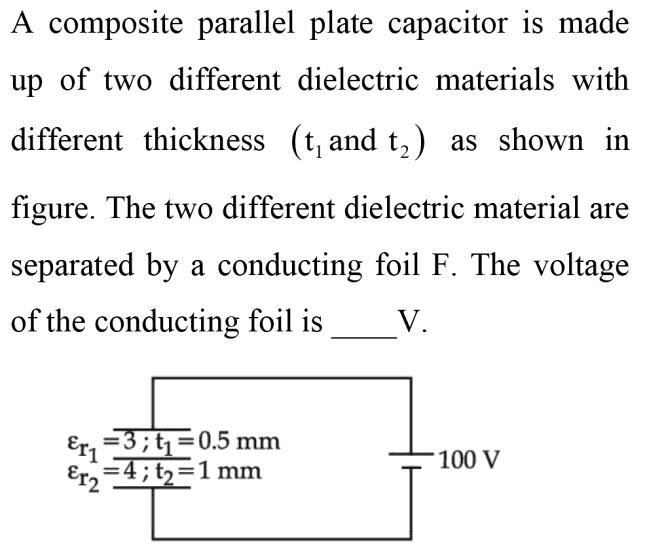 A composite parallel plate capacitor is made
up of two different dielectric materials with
different thickness (t₁ and t₂) as shown in
figure. The two different dielectric material are
separated by a conducting foil F. The voltage
of the conducting foil is ____V.
εr₁ =3 ; t₁ =0.5 mm
εr₂ =4 ; t₂=1 mm
100 V